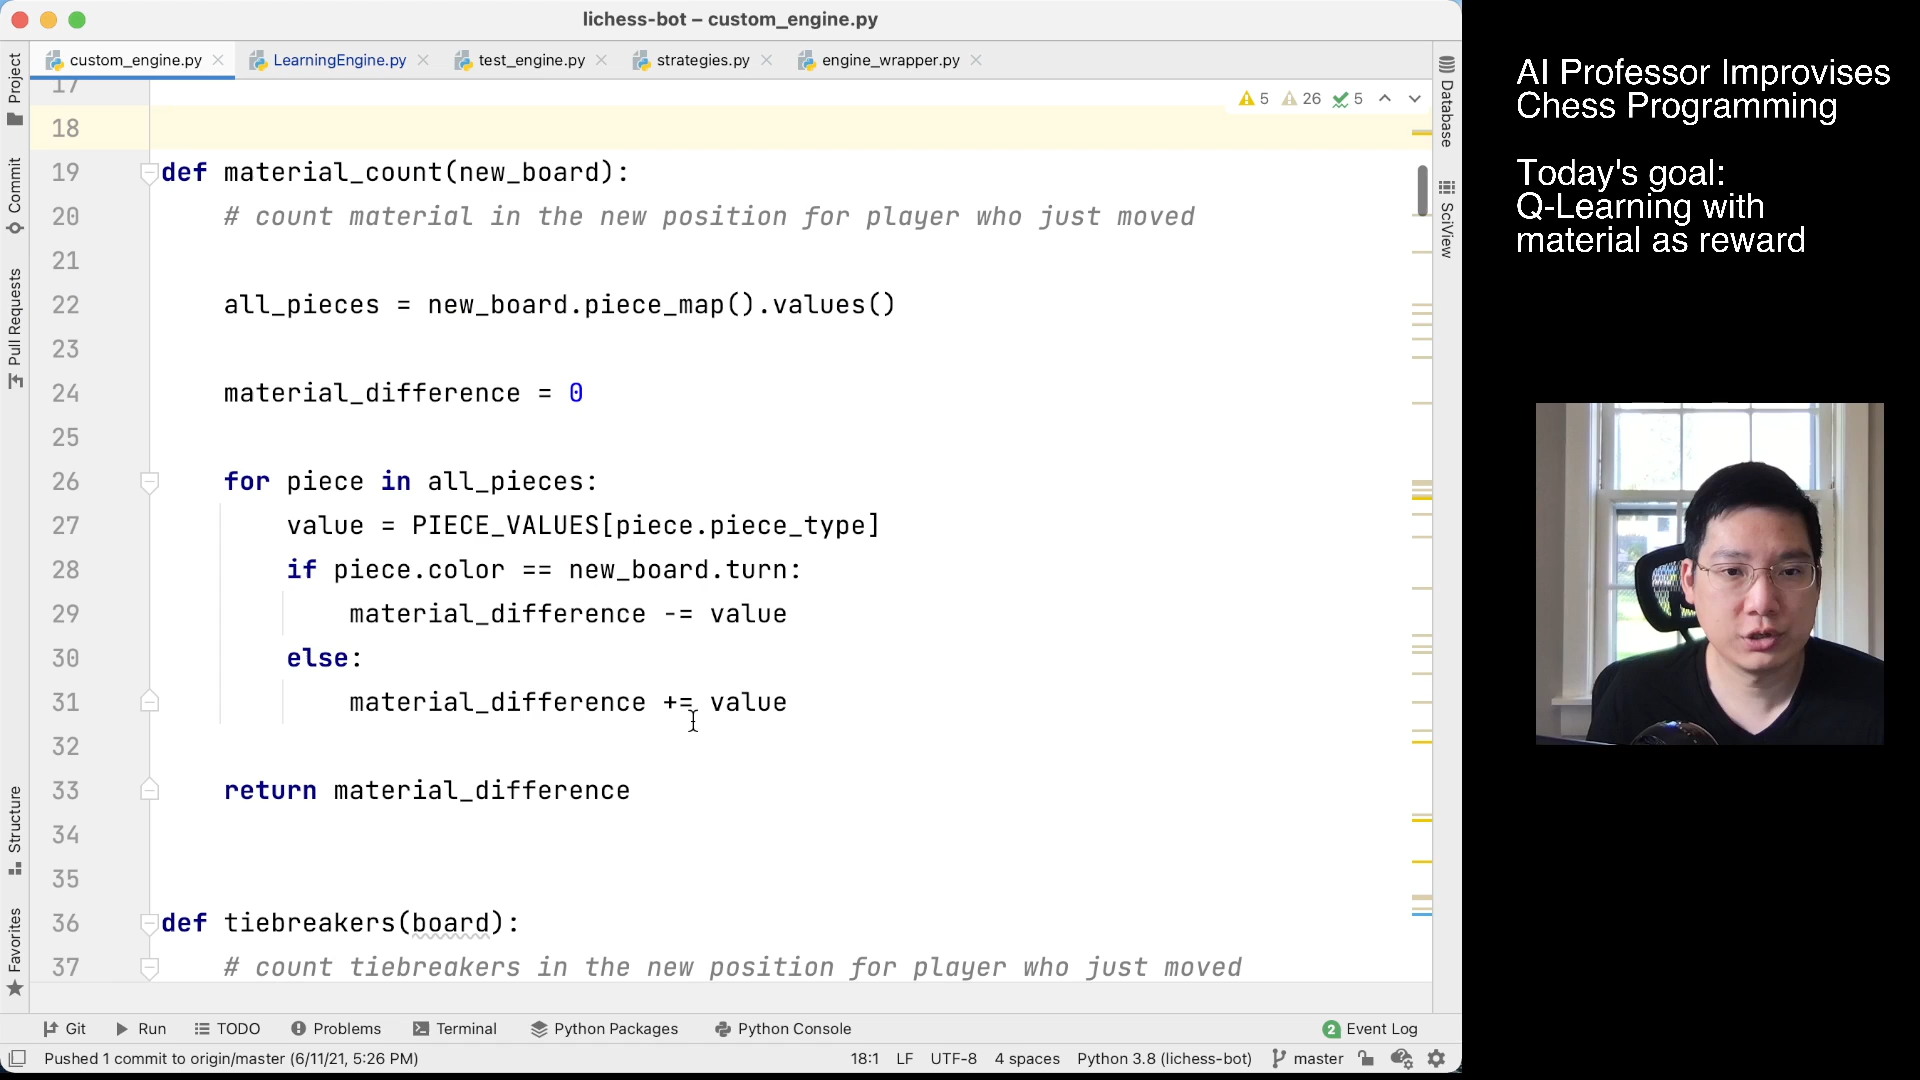 lichess-bot – custom_engine.py
custom_engine.py
LearningEngine.py
test_engine.py
strategies.py
engine_wrapper.py
Project
Commit
Pull Requests
Structure
Favorites
Database
SciView
5 26 5
17
18
19 def material_count(new_board):
20 # count material in the new position for player who just moved
21
22 all_pieces = new_board.piece_map().values()
23
24 material_difference = 0
25
26 for piece in all_pieces:
27 value = PIECE_VALUES[piece.piece_type]
28 if piece.color == new_board.turn:
29 material_difference -= value
30 else:
31 material_difference += value
32
33 return material_difference
34
35
36 def tiebreakers(board):
37 # count tiebreakers in the new position for player who just moved
Git Run TODO Problems Terminal Python Packages Python Console 2 Event Log
Pushed 1 commit to origin/master (6/11/21, 5:26 PM) 18:1 LF UTF-8 4 spaces Python 3.8 (lichess-bot) master
AI Professor Improvises
Chess Programming
Today's goal:
Q-Learning with
material as reward